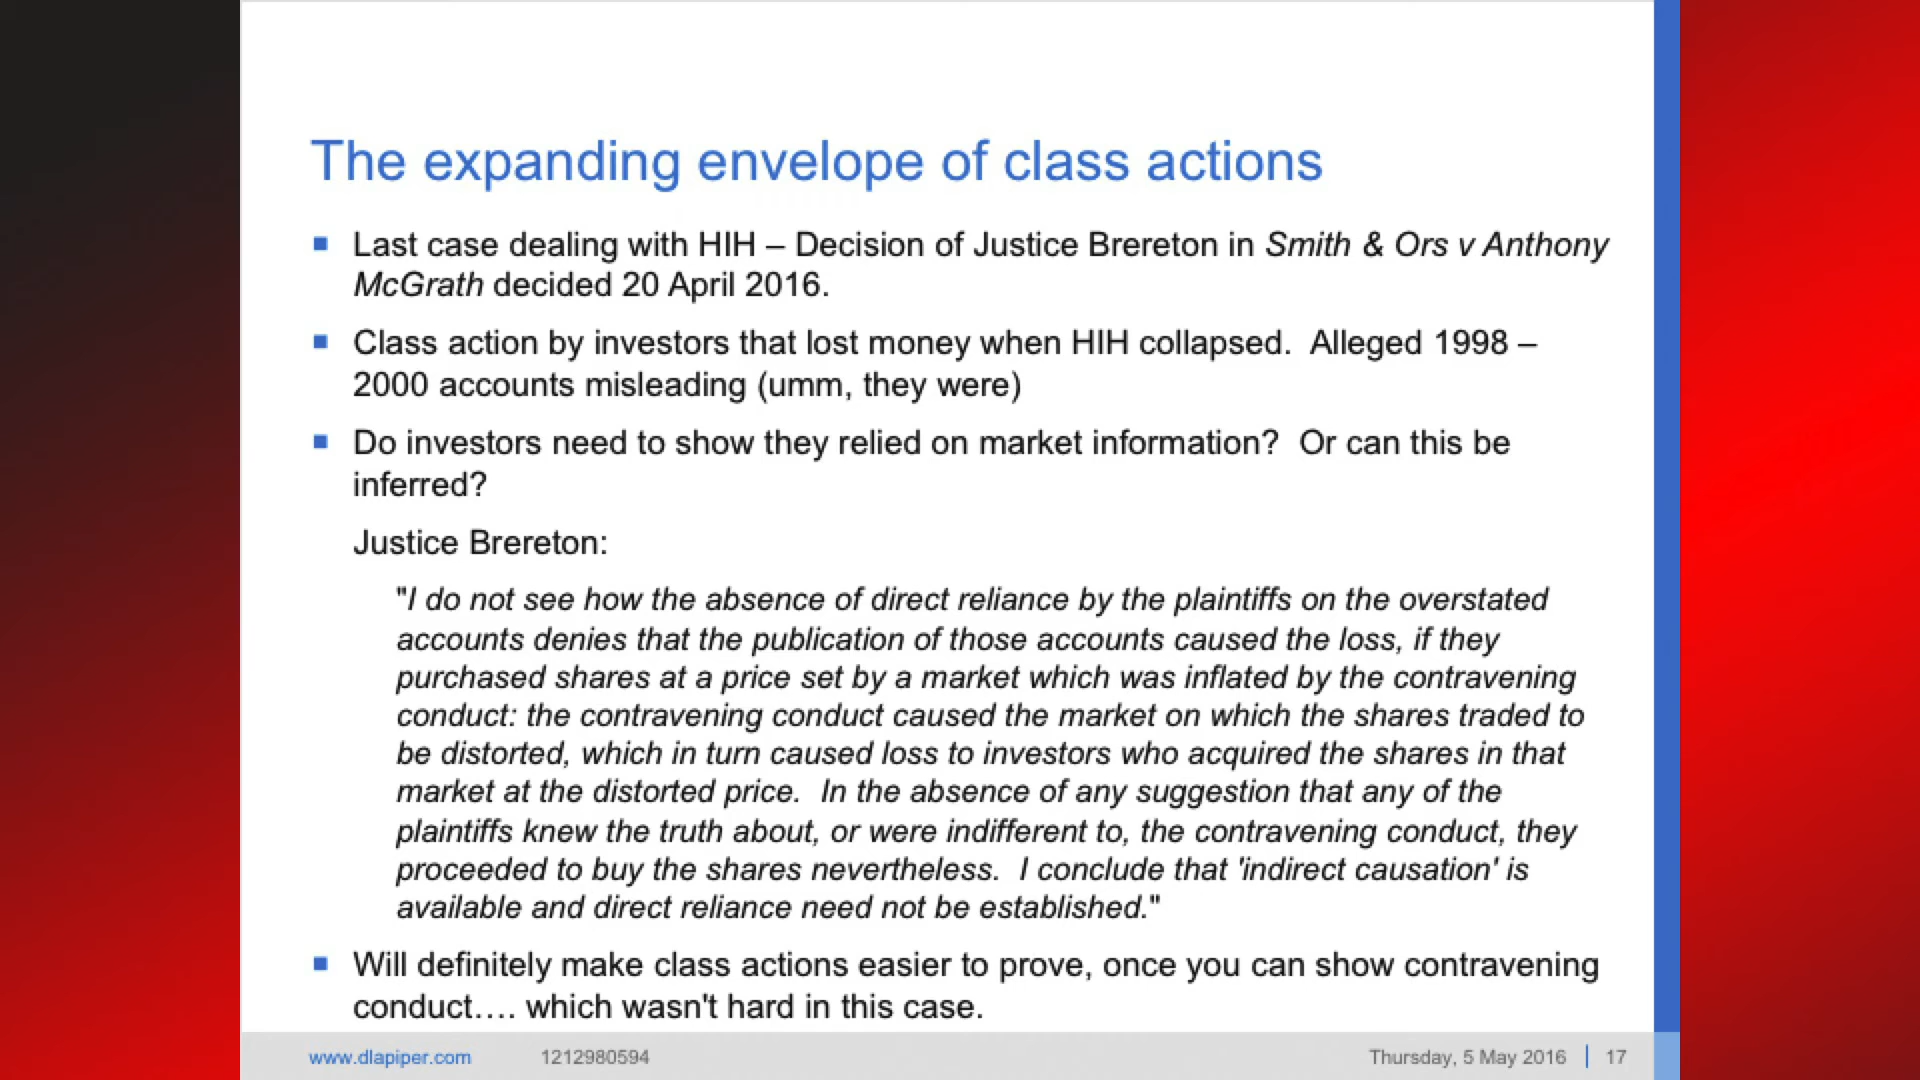 The expanding envelope of class actions
Last case dealing with HIH – Decision of Justice Brereton in Smith & Ors v Anthony
McGrath decided 20 April 2016.
Class action by investors that lost money when HIH collapsed. Alleged 1998 –
2000 accounts misleading (umm, they were)
Do investors need to show they relied on market information? Or can this be
inferred?
Justice Brereton:
"I do not see how the absence of direct reliance by the plaintiffs on the overstated
accounts denies that the publication of those accounts caused the loss, if they
purchased shares at a price set by a market which was inflated by the contravening
conduct: the contravening conduct caused the market on which the shares traded to
be distorted, which in turn caused loss to investors who acquired the shares in that
market at the distorted price. In the absence of any suggestion that any of the
plaintiffs knew the truth about, or were indifferent to, the contravening conduct, they
proceeded to buy the shares nevertheless. I conclude that 'indirect causation' is
available and direct reliance need not be established."
Will definitely make class actions easier to prove, once you can show contravening
conduct…. which wasn't hard in this case.
www.dlapiper.com 1212980594 Thursday, 5 May 2016 17